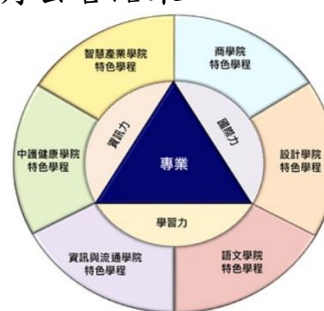 智慧產業學院
特色學程
商學院
特色學程
資訊力
國際力
中護健康學院
特色學程
專業
設計學院
特色學程
學習力
資訊與流通學院
特色學程
語文學院
特色學程